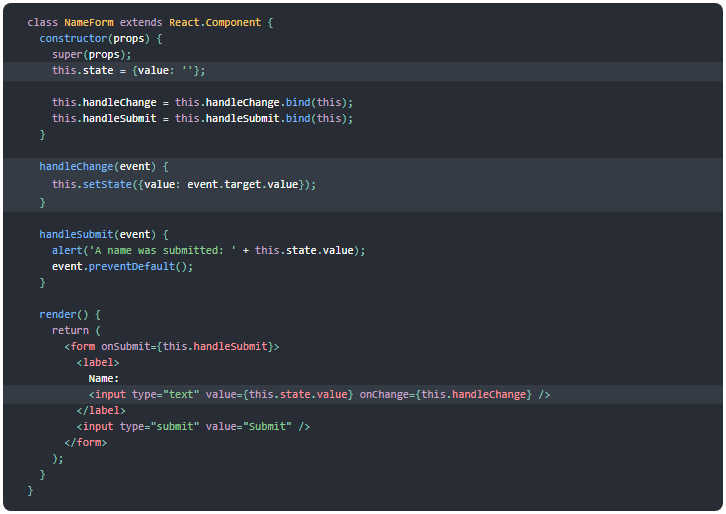 class NameForm extends React.Component {
  constructor(props) {
    super(props);
    this.state = {value: ''};

    this.handleChange = this.handleChange.bind(this);
    this.handleSubmit = this.handleSubmit.bind(this);
  }

  handleChange(event) {
    this.setState({value: event.target.value});
  }

  handleSubmit(event) {
    alert('A name was submitted: ' + this.state.value);
    event.preventDefault();
  }

  render() {
    return (
      <form onSubmit={this.handleSubmit}>
        <label>
          Name:
          <input type="text" value={this.state.value} onChange={this.handleChange} />
        </label>
        <input type="submit" value="Submit" />
      </form>
    );
  }
}